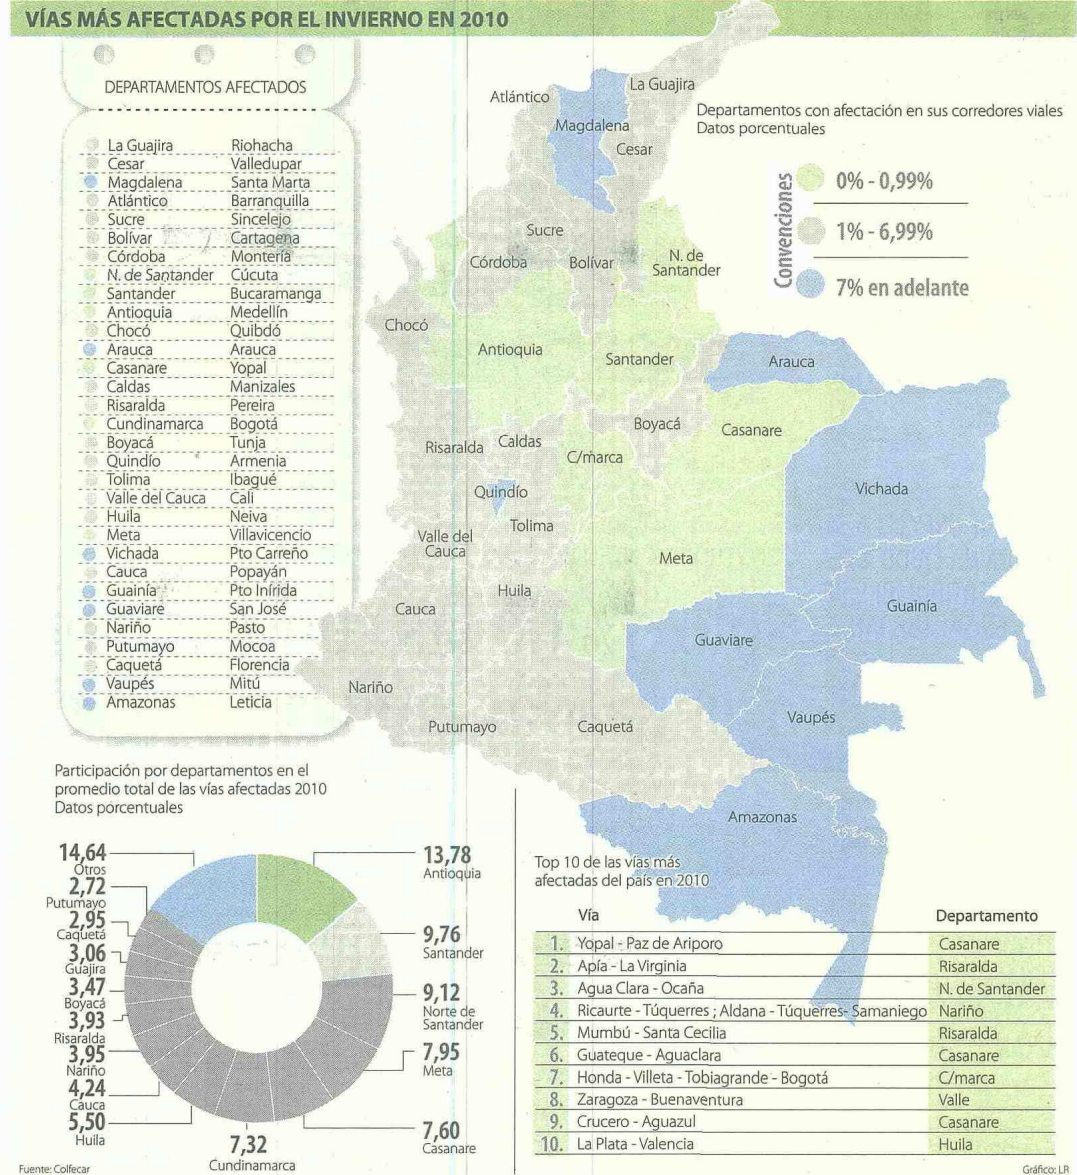 VÍAS MÁS AFECTADAS POR EL INVIERNO EN 2010
DEPARTAMENTOS AFECTADOS
La Guajira Riohacha
Cesar Valledupar
Magdalena Santa Marta
Atlántico Barranquilla
Sucre Sincelejo
Bolívar Cartagena
Córdoba Montería
N. de Santander Cúcuta
Santander Bucaramanga
Antioquia Medellín
Chocó Quibdó
Arauca Arauca
Casanare Yopal
Caldas Manizales
Risaralda Pereira
Cundinamarca Bogotá
Boyacá Tunja
Quindío Armenia
Tolima Ibagué
Valle del Cauca Cali
Huila Neiva
Meta Villavicencio
Vichada Pto Carreño
Cauca Popayán
Guainía Pto Inírida
Guaviare San José
Nariño Pasto
Putumayo Mocoa
Caquetá Florencia
Vaupés Mitú
Amazonas Leticia
Departamentos con afectación en sus corredores viales
Datos porcentuales
Convenciones
0% - 0,99%
1% - 6,99%
7% en adelante
La Guajira
Atlántico
Magdalena
Cesar
Sucre
Córdoba
Bolívar
N. de
Santander
Chocó
Antioquia
Santander
Arauca
Boyacá
Casanare
Risaralda
Caldas
C/marca
Vichada
Quindío
Tolima
Valle del
Cauca
Meta
Huila
Cauca
Guainía
Guaviare
Nariño
Vaupés
Putumayo
Caquetá
Amazonas
Participación por departamentos en el
promedio total de las vías afectadas 2010
Datos porcentuales
14,64
Otros
2,72
Putumayo
2,95
Caquetá
3,06
Guajira
3,47
Boyacá
3,93
Risaralda
3,95
Nariño
4,24
Cauca
5,50
Huila
7,32
Cundinamarca
13,78
Antioquia
9,76
Santander
9,12
Norte de
Santander
7,95
Meta
7,60
Casanare
Top 10 de las vías más
afectadas del país en 2010
Vía Departamento
1. Yopal - Paz de Ariporo Casanare
2. Apía - La Virginia Risaralda
3. Agua Clara - Ocaña N. de Santander
4. Ricaurte - Túquerres ; Aldana - Túquerres- Samaniego Nariño
5. Mumbú - Santa Cecilia Risaralda
6. Guateque - Aguaclara Casanare
7. Honda - Villeta - Tobiagrande - Bogotá C/marca
8. Zaragoza - Buenaventura Valle
9. Crucero - Aguazul Casanare
10. La Plata - Valencia Huila
Fuente: Colfecar
Gráfico: LR